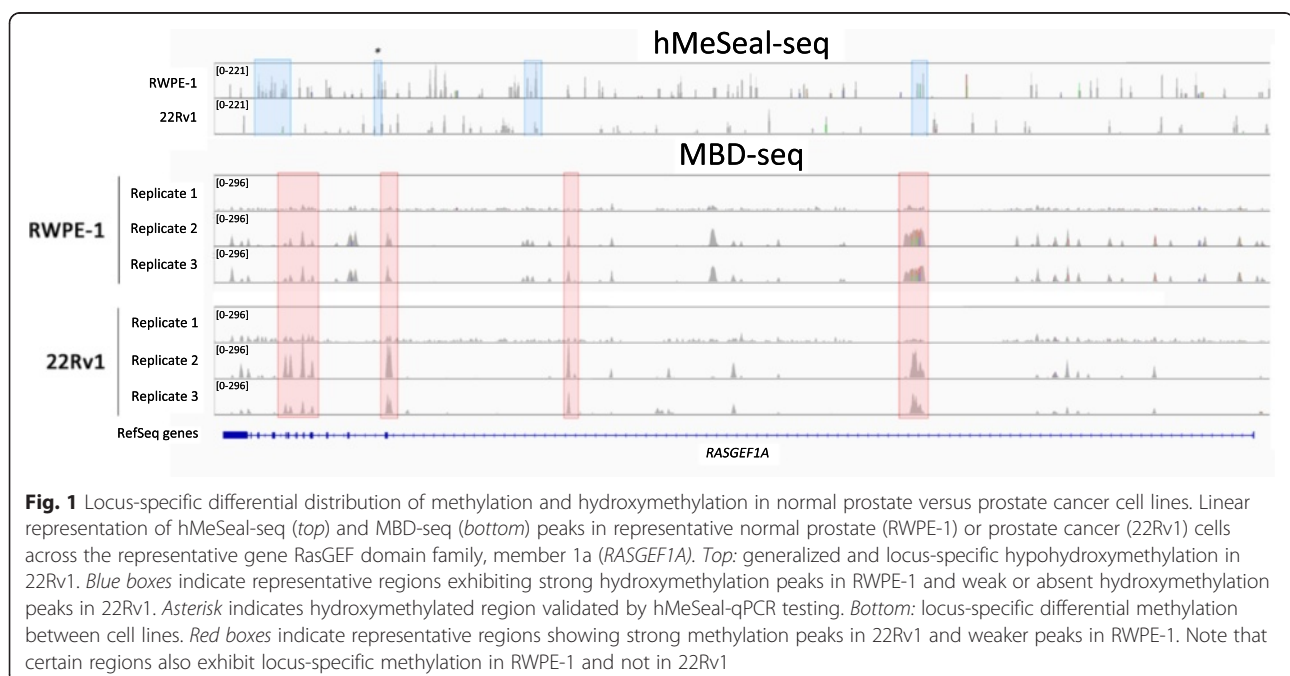 hMeSeal-seq
*
RWPE-1 [0-221]
22Rv1 [0-221]
MBD-seq
RWPE-1
Replicate 1 [0-296]
Replicate 2 [0-296]
Replicate 3 [0-296]
22Rv1
Replicate 1 [0-296]
Replicate 2 [0-296]
Replicate 3 [0-296]
RefSeq genes
RASGEF1A
Fig. 1 Locus-specific differential distribution of methylation and hydroxymethylation in normal prostate versus prostate cancer cell lines. Linear
representation of hMeSeal-seq (top) and MBD-seq (bottom) peaks in representative normal prostate (RWPE-1) or prostate cancer (22Rv1) cells
across the representative gene RasGEF domain family, member 1a (RASGEF1A). Top: generalized and locus-specific hypohydroxymethylation in
22Rv1. Blue boxes indicate representative regions exhibiting strong hydroxymethylation peaks in RWPE-1 and weak or absent hydroxymethylation
peaks in 22Rv1. Asterisk indicates hydroxymethylated region validated by hMeSeal-qPCR testing. Bottom: locus-specific differential methylation
between cell lines. Red boxes indicate representative regions showing strong methylation peaks in 22Rv1 and weaker peaks in RWPE-1. Note that
certain regions also exhibit locus-specific methylation in RWPE-1 and not in 22Rv1